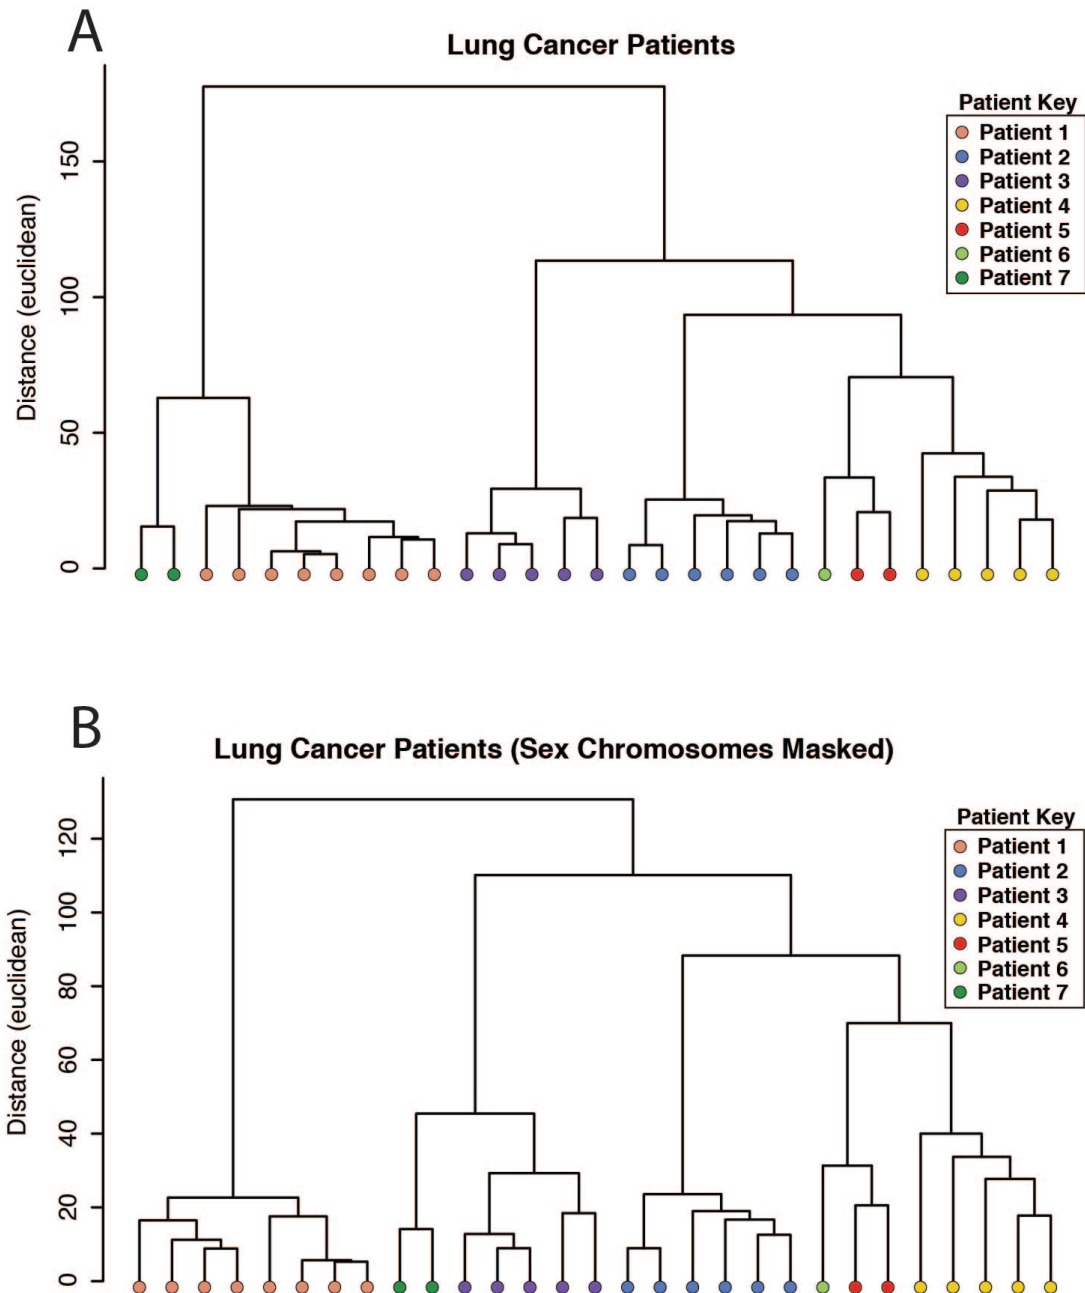 A
Lung Cancer Patients
Distance (euclidean)
150
100
50
0
Patient Key
Patient 1
Patient 2
Patient 3
Patient 4
Patient 5
Patient 6
Patient 7
B
Lung Cancer Patients (Sex Chromosomes Masked)
Distance (euclidean)
120
100
80
60
40
20
0
Patient Key
Patient 1
Patient 2
Patient 3
Patient 4
Patient 5
Patient 6
Patient 7